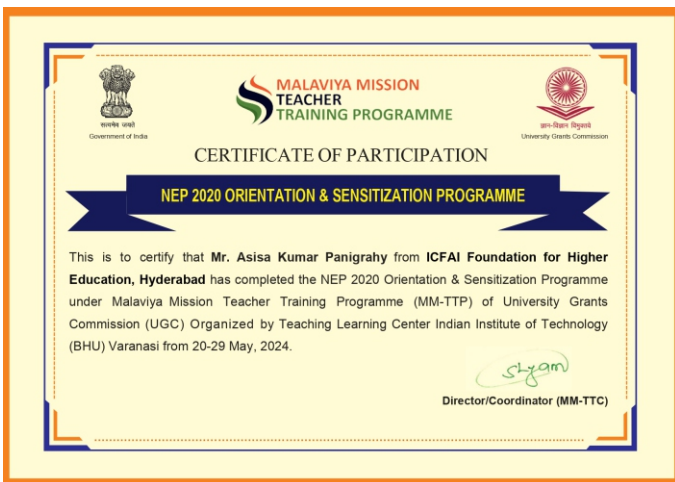 सत्यमेव जयते
Government of India
MALAVIYA MISSION
TEACHER
TRAINING PROGRAMME
ज्ञान-विज्ञान विमुक्तये
University Grants Commission
CERTIFICATE OF PARTICIPATION
NEP 2020 ORIENTATION & SENSITIZATION PROGRAMME
This is to certify that Mr. Asisa Kumar Panigrahy from ICFAI Foundation for Higher
Education, Hyderabad has completed the NEP 2020 Orientation & Sensitization Programme
under Malaviya Mission Teacher Training Programme (MM-TTP) of University Grants
Commission (UGC) Organized by Teaching Learning Center Indian Institute of Technology
(BHU) Varanasi from 20-29 May, 2024.
Shyam
Director/Coordinator (MM-TTC)